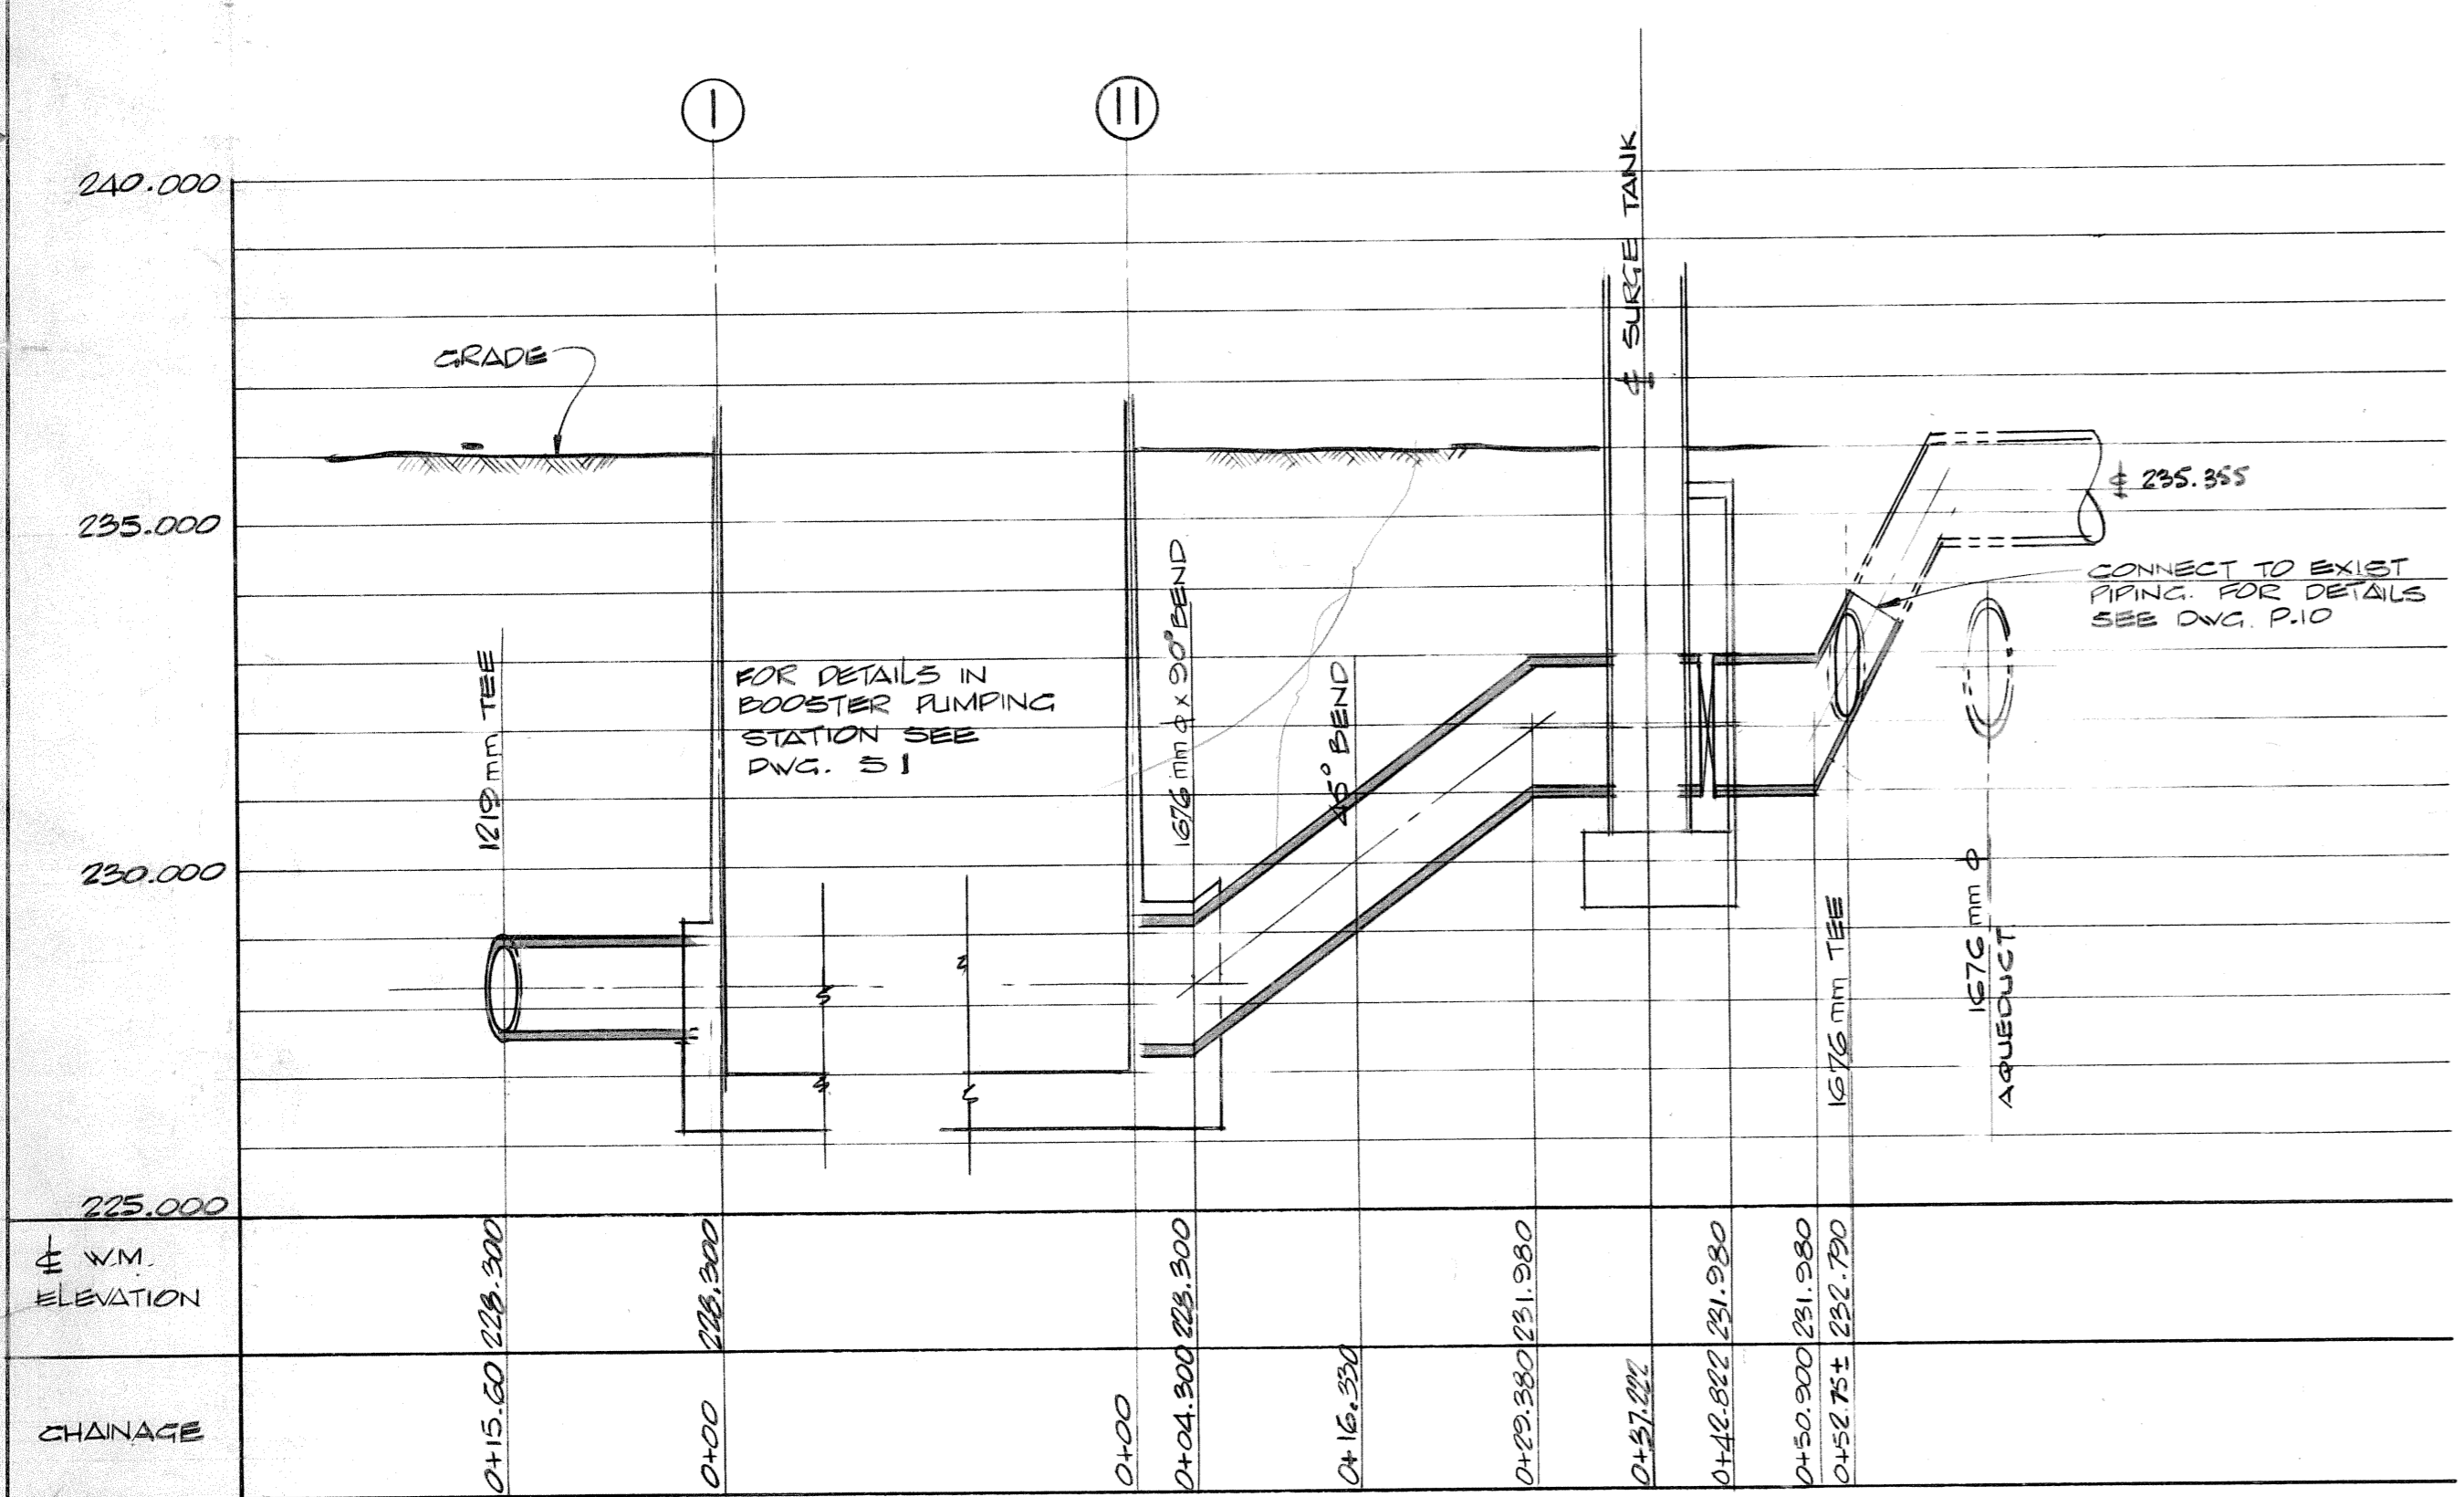 1
11
240.000
₵ SURGE TANK
GRADE
₵ 235.355
235.000
CONNECT TO EXIST
PIPING. FOR DETAILS
SEE DWG. P.10
1219 mm TEE
FOR DETAILS IN
BOOSTER PUMPING
STATION SEE
DWG. S1
1676 mm φ x 90° BEND
45° BEND
230.000
1676 mm TEE
1676 mm φ
AQUEDUCT
225.000
₵ W.M.
ELEVATION
228.300
228.300
228.300
231.980
231.980
231.980
232.790
CHAINAGE
0+15.60
0+00
0+00
0+04.300
0+16.330
0+29.380
0+37.222
0+42.822
0+50.900
0+52.75±